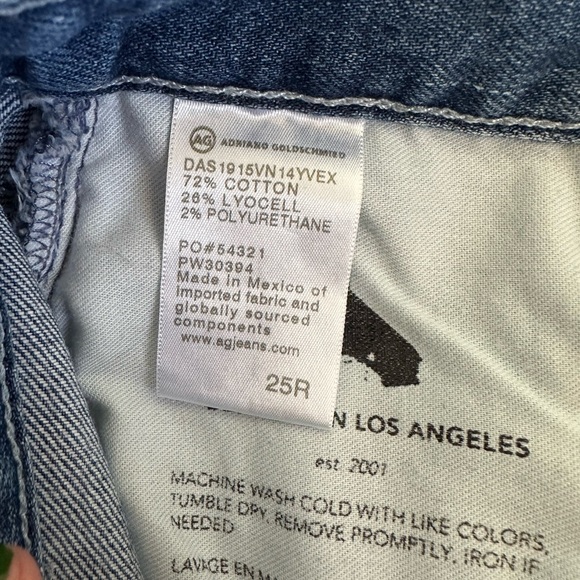 AG ADRIANO GOLDSCHMIED
DAS1915VN14YVEX
72% COTTON
26% LYOCELL
2% POLYURETHANE
PO#54321
PW30394
Made in Mexico of
imported fabric and
globally sourced
components
www.agjeans.com
25R
N LOS ANGELES
est 2001
MACHINE WASH COLD WITH LIKE COLORS,
TUMBLE DRY, REMOVE PROMPTLY, IRON IF
NEEDED
LAVAGE EN